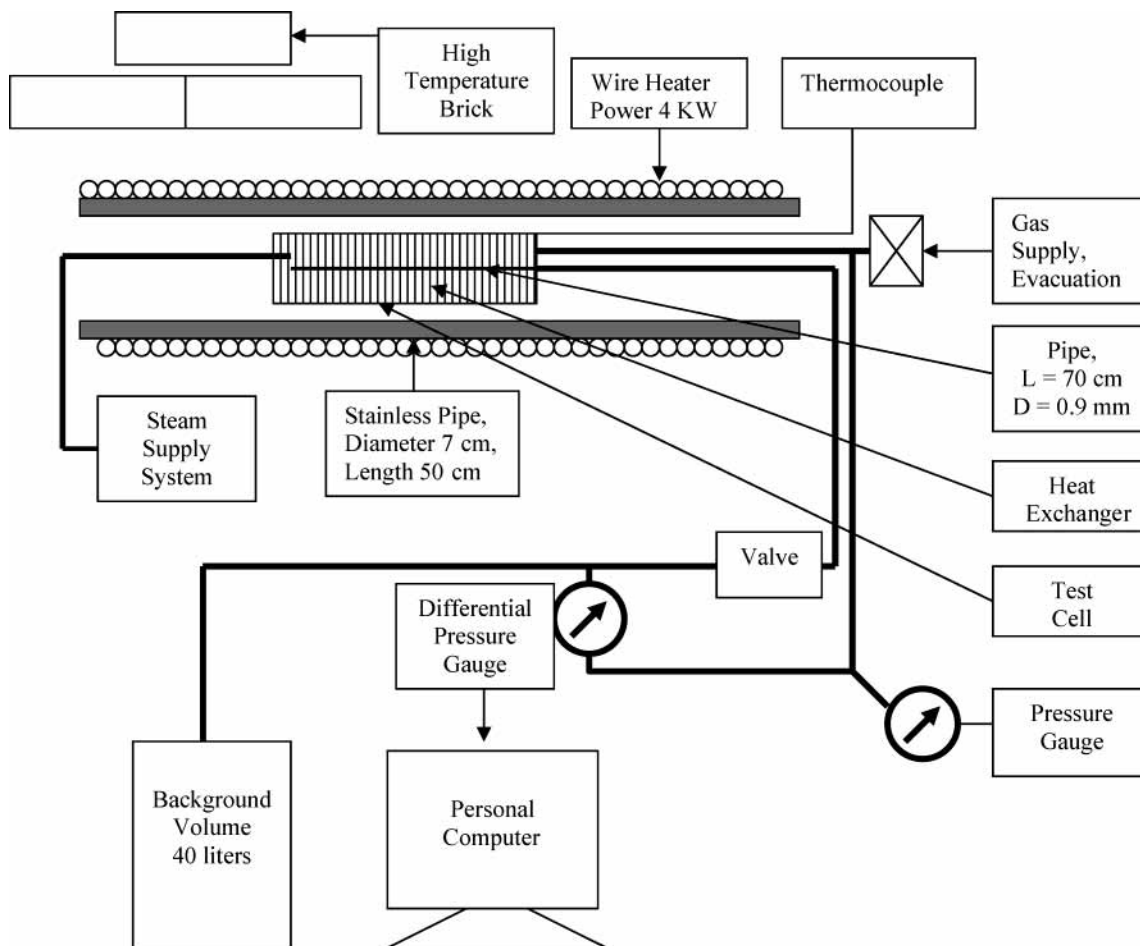 High
Temperature
Brick
Wire Heater
Power 4 KW
Thermocouple
Gas
Supply,
Evacuation
Pipe,
L = 70 cm
D = 0.9 mm
Steam
Supply
System
Stainless Pipe,
Diameter 7 cm,
Length 50 cm
Heat
Exchanger
Valve
Test
Cell
Differential
Pressure
Gauge
Pressure
Gauge
Background
Volume
40 liters
Personal
Computer